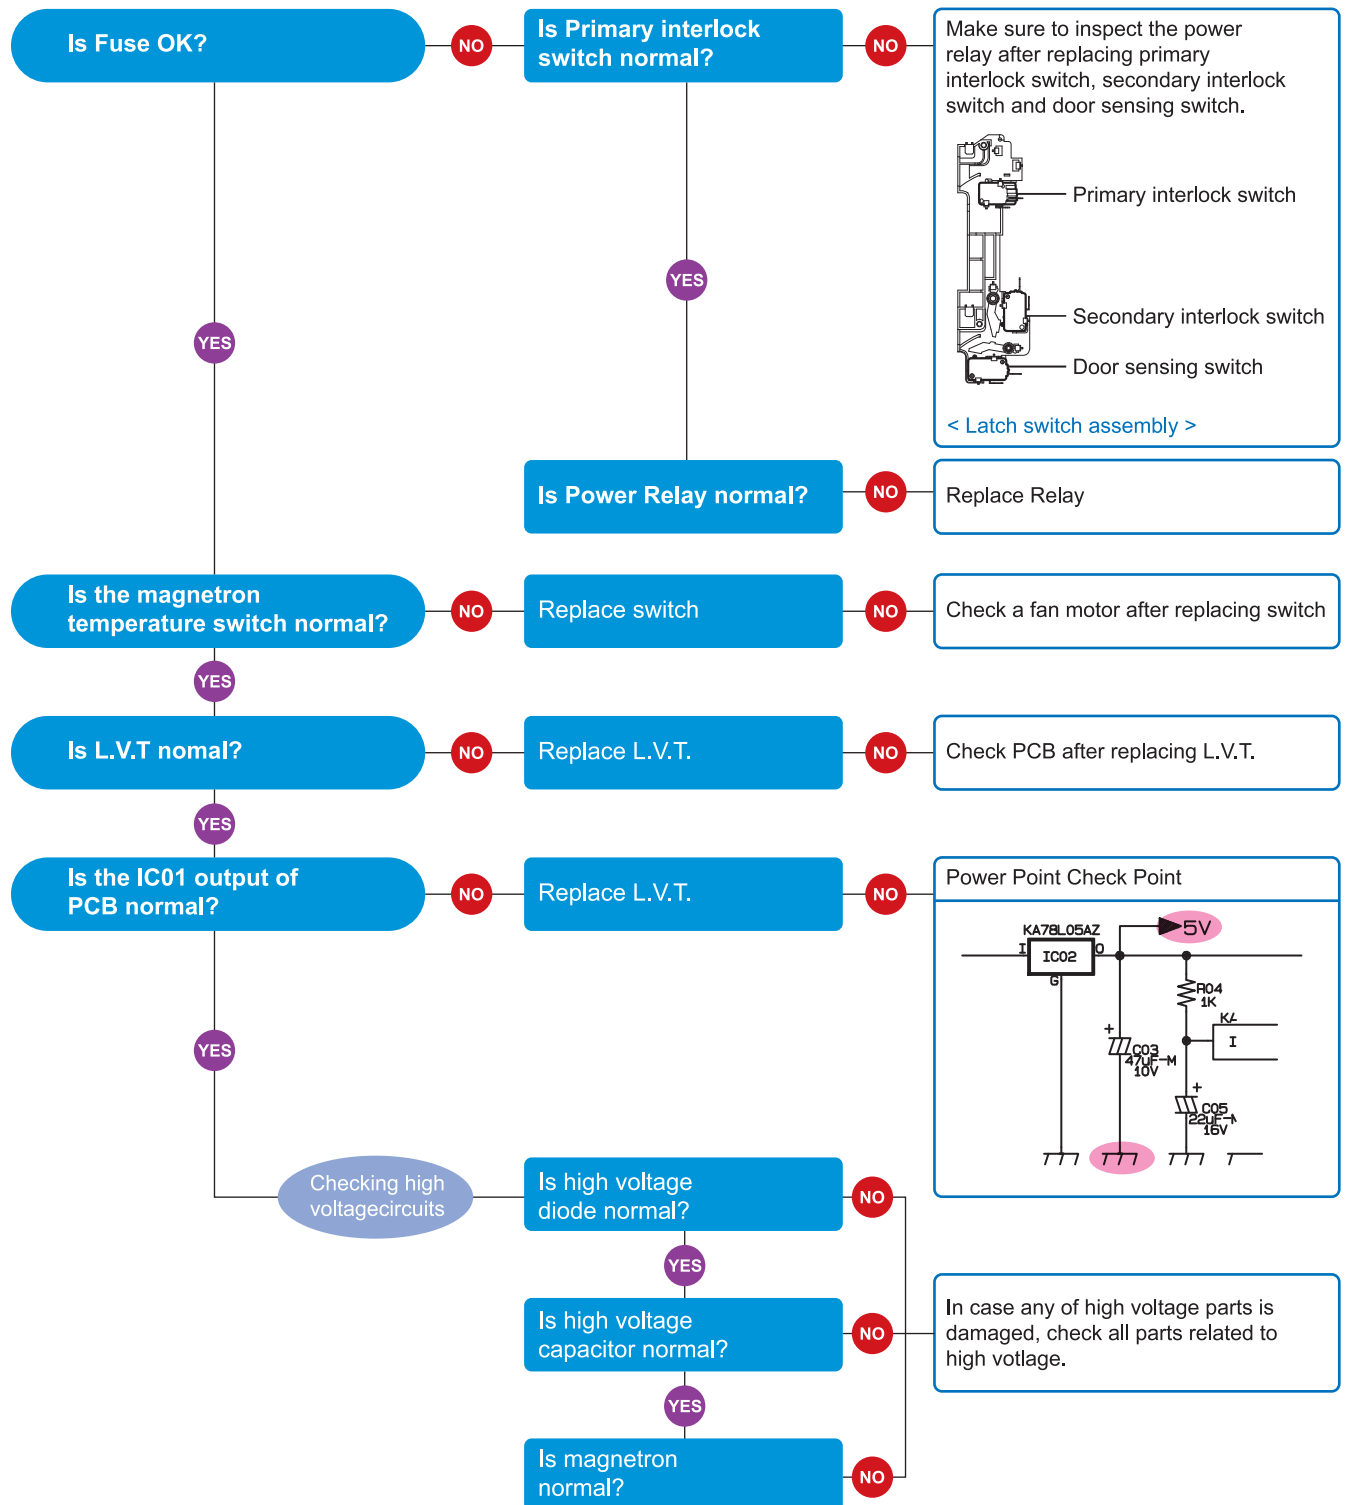 Is Fuse OK?
NO
Is Primary interlock
switch normal?
NO
Make sure to inspect the power
relay after replacing primary
interlock switch, secondary interlock
switch and door sensing switch.
Primary interlock switch
Secondary interlock switch
Door sensing switch
< Latch switch assembly >
YES
YES
Is Power Relay normal?
NO
Replace Relay
Is the magnetron
temperature switch normal?
NO
Replace switch
NO
Check a fan motor after replacing switch
YES
Is L.V.T nomal?
NO
Replace L.V.T.
NO
Check PCB after replacing L.V.T.
YES
Is the IC01 output of
PCB normal?
NO
Replace L.V.T.
NO
Power Point Check Point
KA78L05AZ
I
IC02
O
G
5V
R04
1K
KA
I
+
C03
47uF-M
10V
+
C05
22uF-M
16V
YES
Checking high
voltagecircuits
Is high voltage
diode normal?
NO
YES
Is high voltage
capacitor normal?
NO
In case any of high voltage parts is
damaged, check all parts related to
high votlage.
YES
Is magnetron
normal?
NO